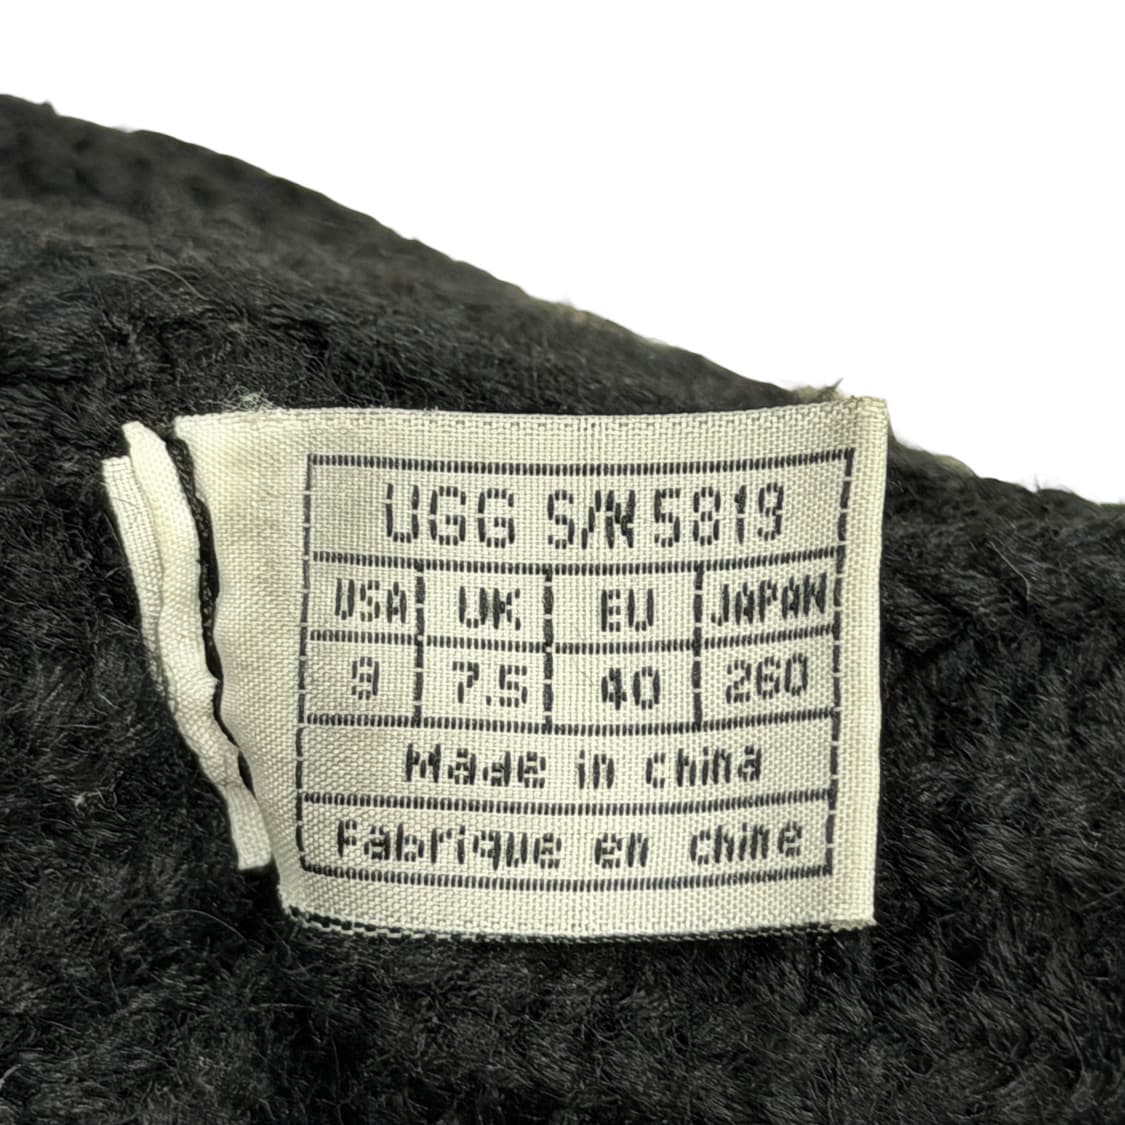 UGG S/N 5819
USA UK EU JAPAN
9 7.5 40 260
Made in china
Fabrique en chine